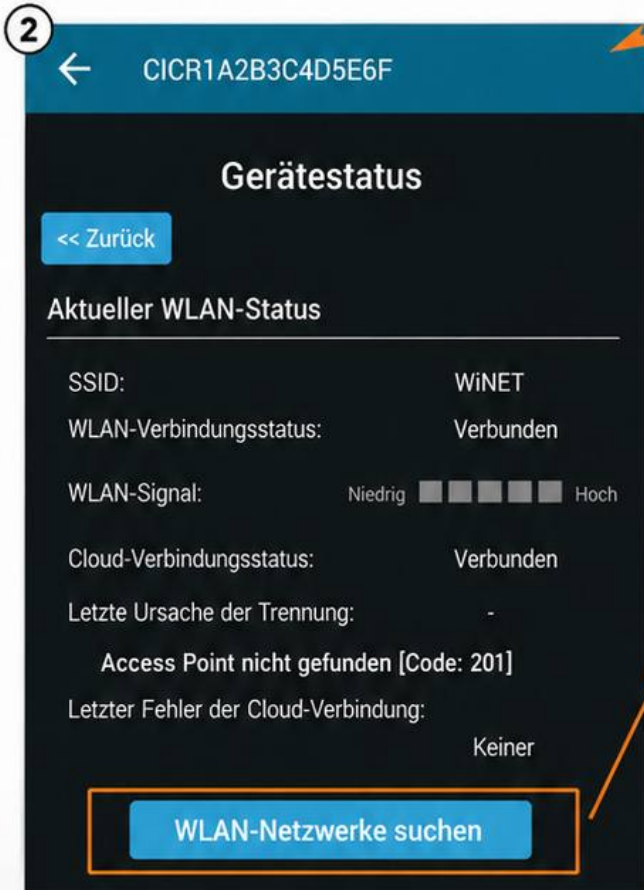 2
← CICR1A2B3C4D5E6F
Gerätestatus
<< Zurück
Aktueller WLAN-Status
SSID: WiNET
WLAN-Verbindungsstatus: Verbunden
WLAN-Signal: Niedrig Hoch
Cloud-Verbindungsstatus: Verbunden
Letzte Ursache der Trennung: -
Access Point nicht gefunden [Code: 201]
Letzter Fehler der Cloud-Verbindung:
Keiner
WLAN-Netzwerke suchen